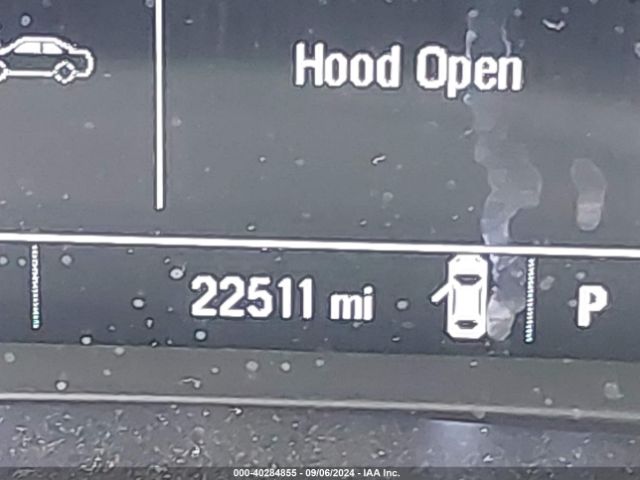 Hood Open
22511 mi
P
000-40284855 - 09/06/2024 - IAA Inc.